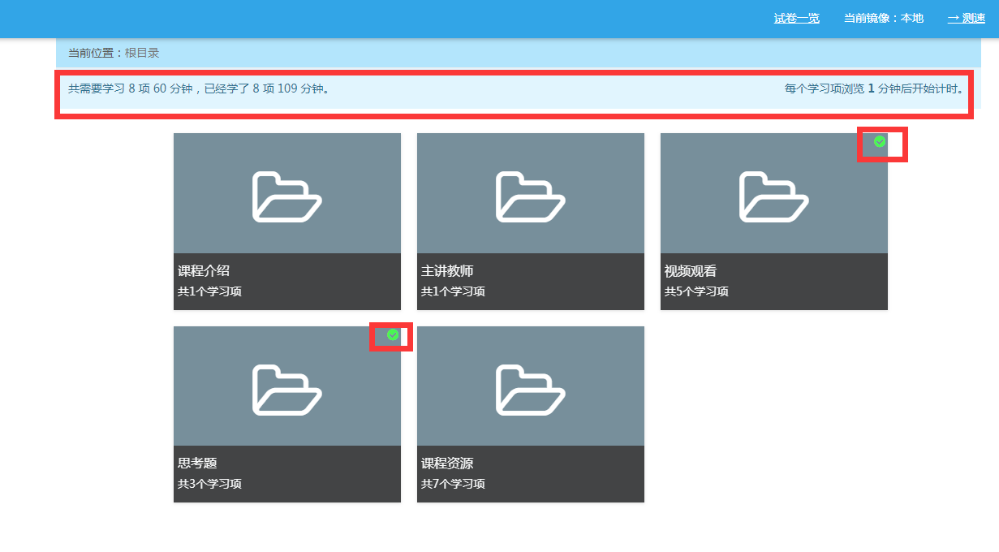 试卷一览 当前镜像：本地 → 测速
当前位置：根目录
共需要学习 8 项 60 分钟，已经学了 8 项 109 分钟。 每个学习项浏览 1 分钟后开始计时。
课程介绍
共1个学习项
主讲教师
共1个学习项
视频观看
共5个学习项
思考题
共3个学习项
课程资源
共7个学习项